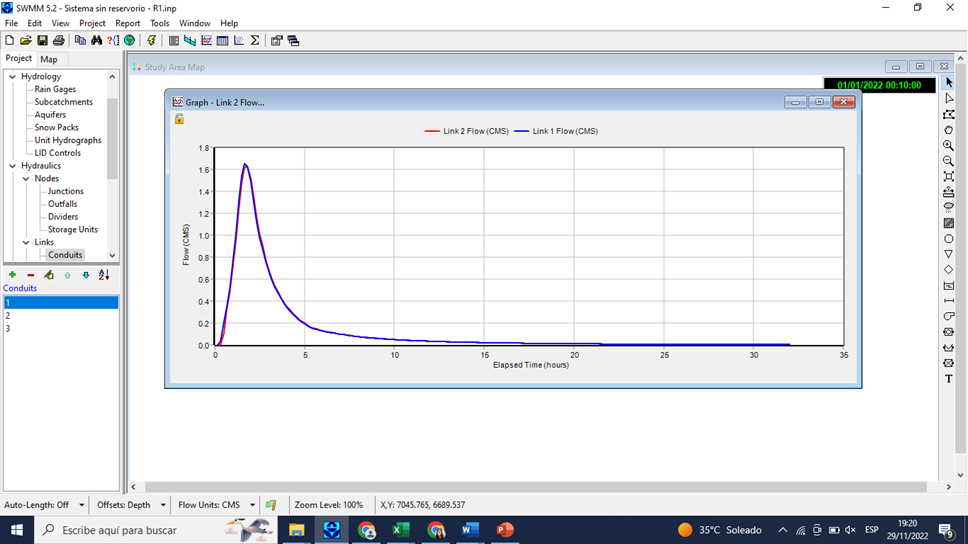 SWMM 5.2 - Sistema sin reservorio - R1.inp
File Edit View Project Report Tools Window Help
Project Map
Study Area Map
01/01/2022 00:10:00
Hydrology
Rain Gages
Subcatchments
Aquifers
Snow Packs
Unit Hydrographs
LID Controls
Hydraulics
Nodes
Junctions
Outfalls
Dividers
Storage Units
Links
Conduits
Conduits
1
2
3
Graph - Link 2 Flow...
Link 2 Flow (CMS) Link 1 Flow (CMS)
1.8
1.6
1.4
1.2
1.0
0.8
0.6
0.4
0.2
0.0
Flow (CMS)
0 5 10 15 20 25 30 35
Elapsed Time (hours)
T
Auto-Length: Off Offsets: Depth Flow Units: CMS Zoom Level: 100% X,Y: 7045.765, 6689.537
Escribe aquí para buscar
35°C Soleado
ESP
19:20
29/11/2022
9